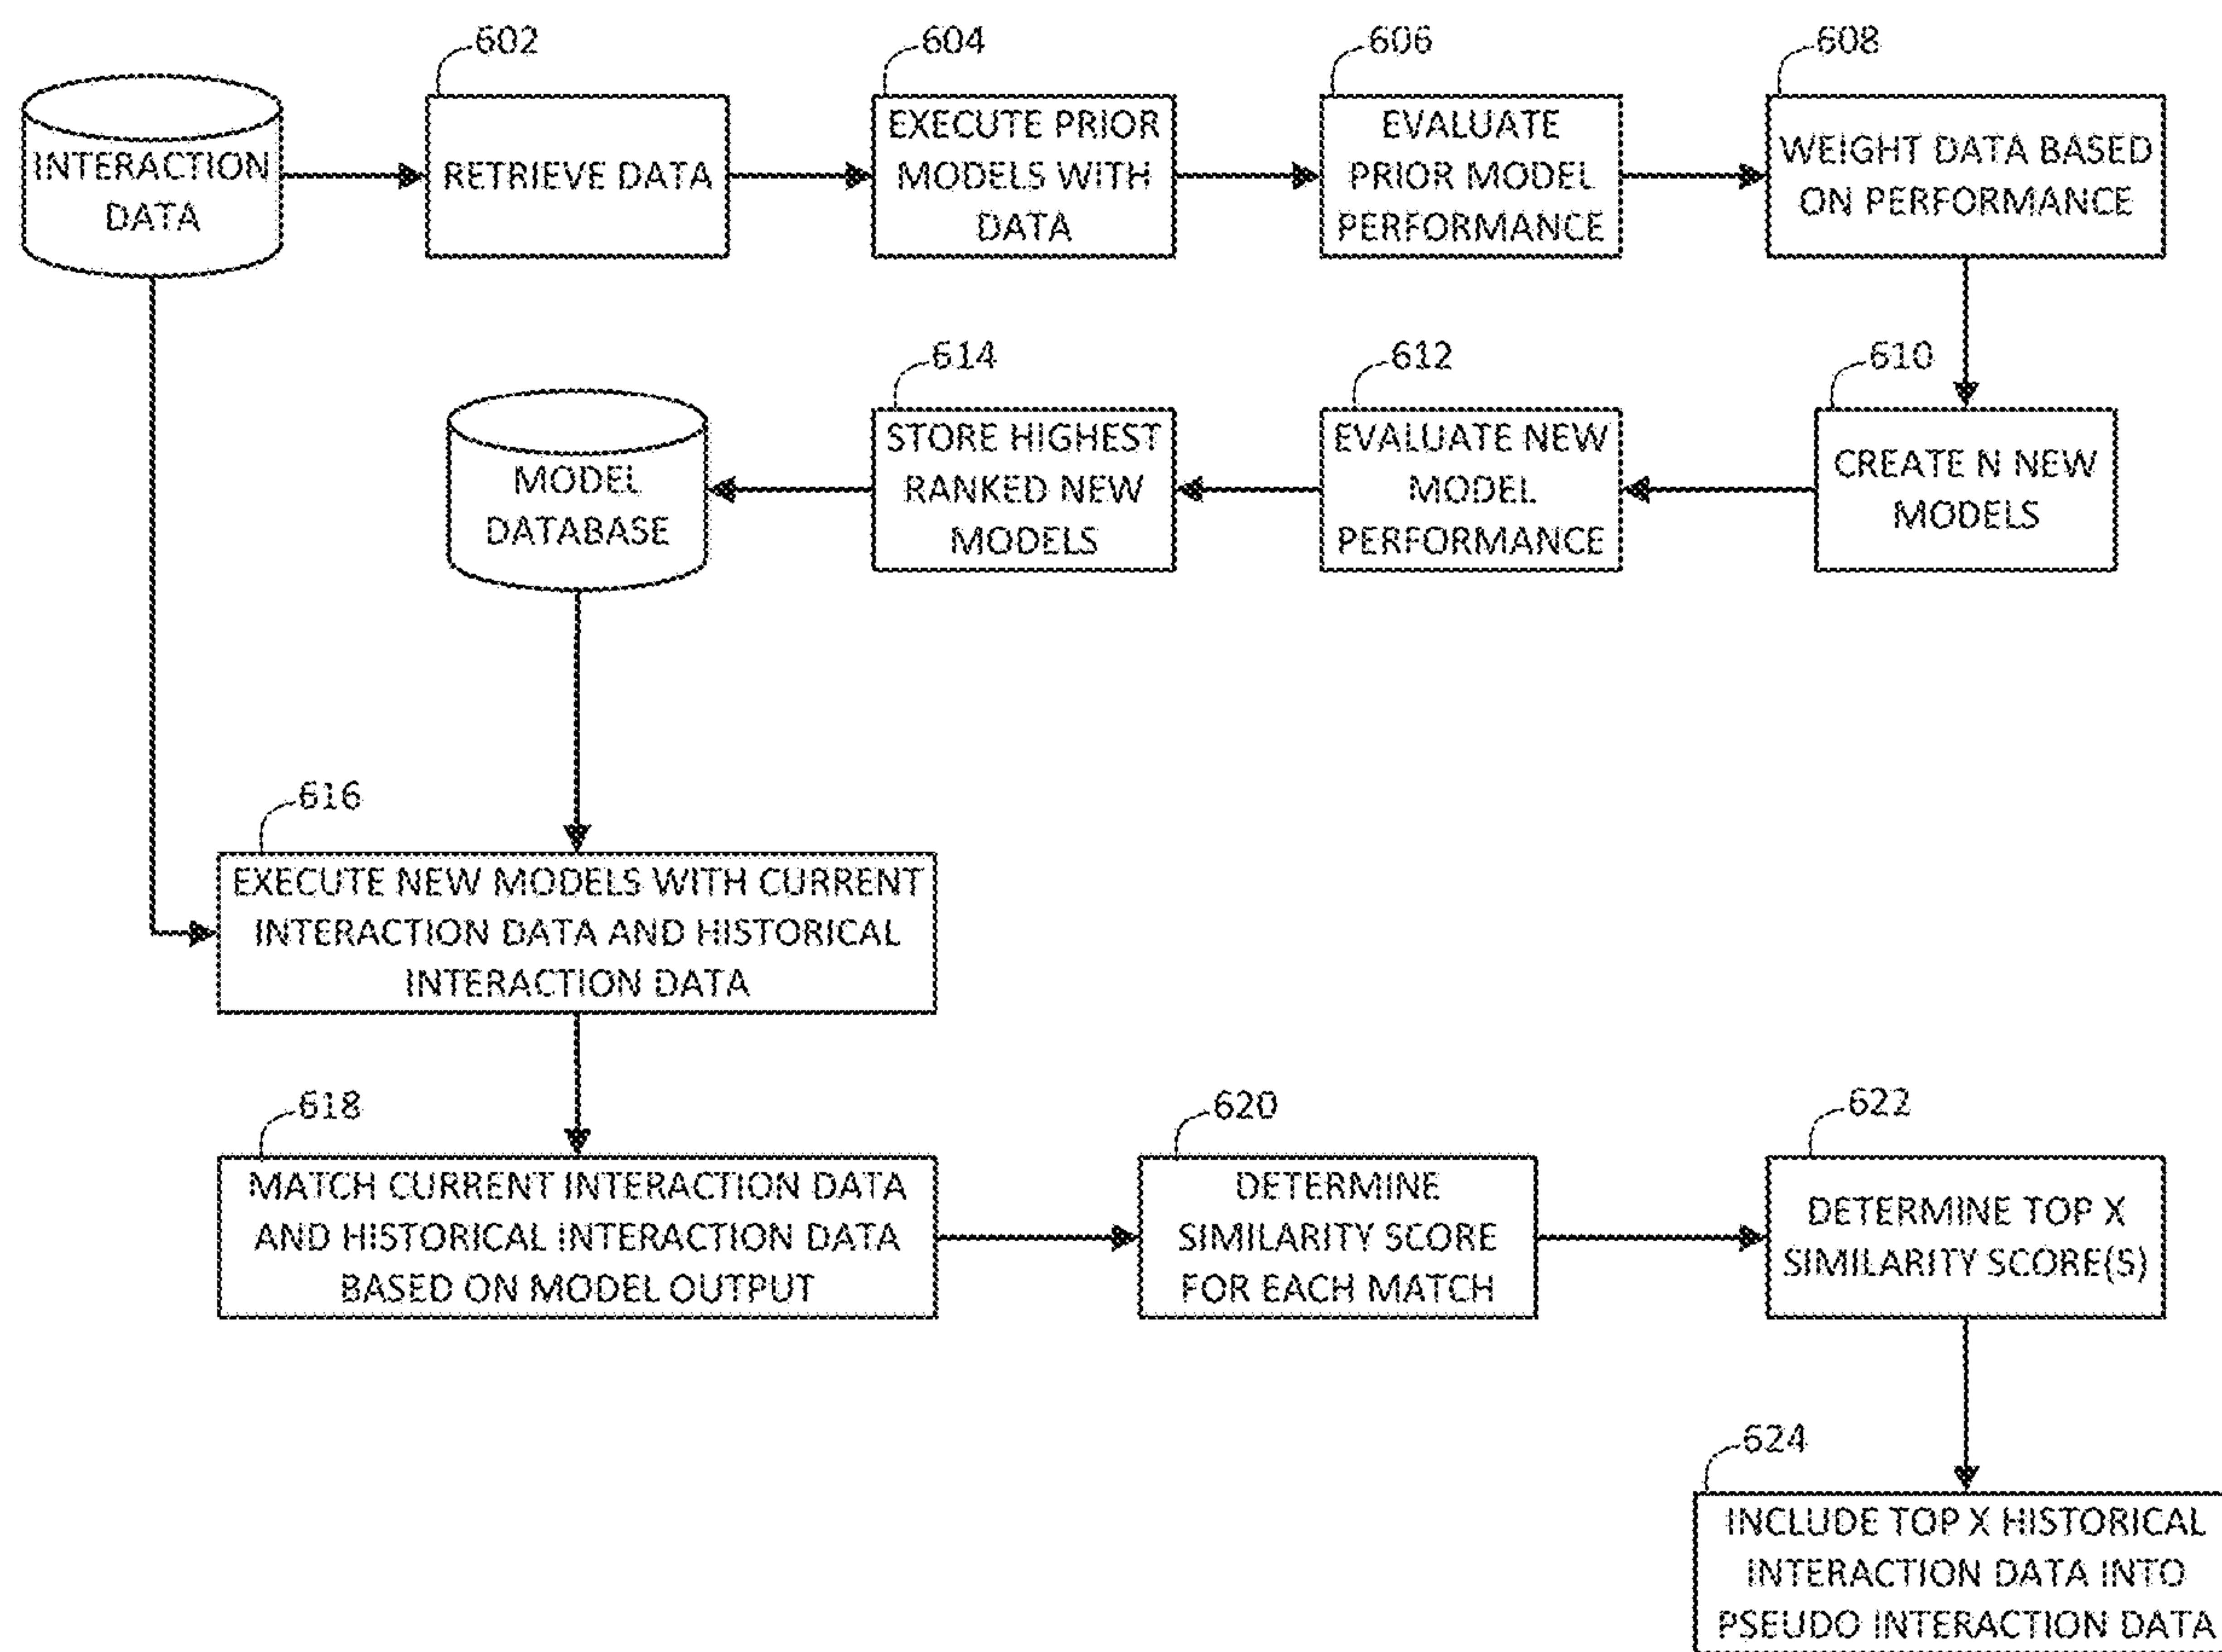 602
604
606
608
INTERACTION
DATA
RETRIEVE DATA
EXECUTE PRIOR
MODELS WITH
DATA
EVALUATE
PRIOR MODEL
PERFORMANCE
WEIGHT DATA BASED
ON PERFORMANCE
614
612
610
MODEL
DATABASE
STORE HIGHEST
RANKED NEW
MODELS
EVALUATE NEW
MODEL
PERFORMANCE
CREATE N NEW
MODELS
616
EXECUTE NEW MODELS WITH CURRENT
INTERACTION DATA AND HISTORICAL
INTERACTION DATA
618
620
622
MATCH CURRENT INTERACTION DATA
AND HISTORICAL INTERACTION DATA
BASED ON MODEL OUTPUT
DETERMINE
SIMILARITY SCORE
FOR EACH MATCH
DETERMINE TOP X
SIMILARITY SCORE(S)
624
INCLUDE TOP X HISTORICAL
INTERACTION DATA INTO
PSEUDO INTERACTION DATA